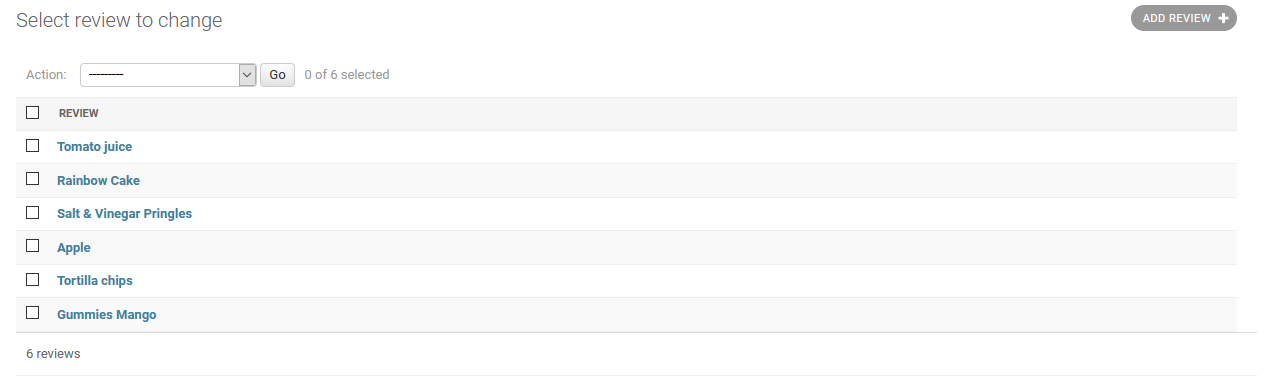 Select review to change
ADD REVIEW +
Action: --------- Go 0 of 6 selected
REVIEW
Tomato juice
Rainbow Cake
Salt & Vinegar Pringles
Apple
Tortilla chips
Gummies Mango
6 reviews